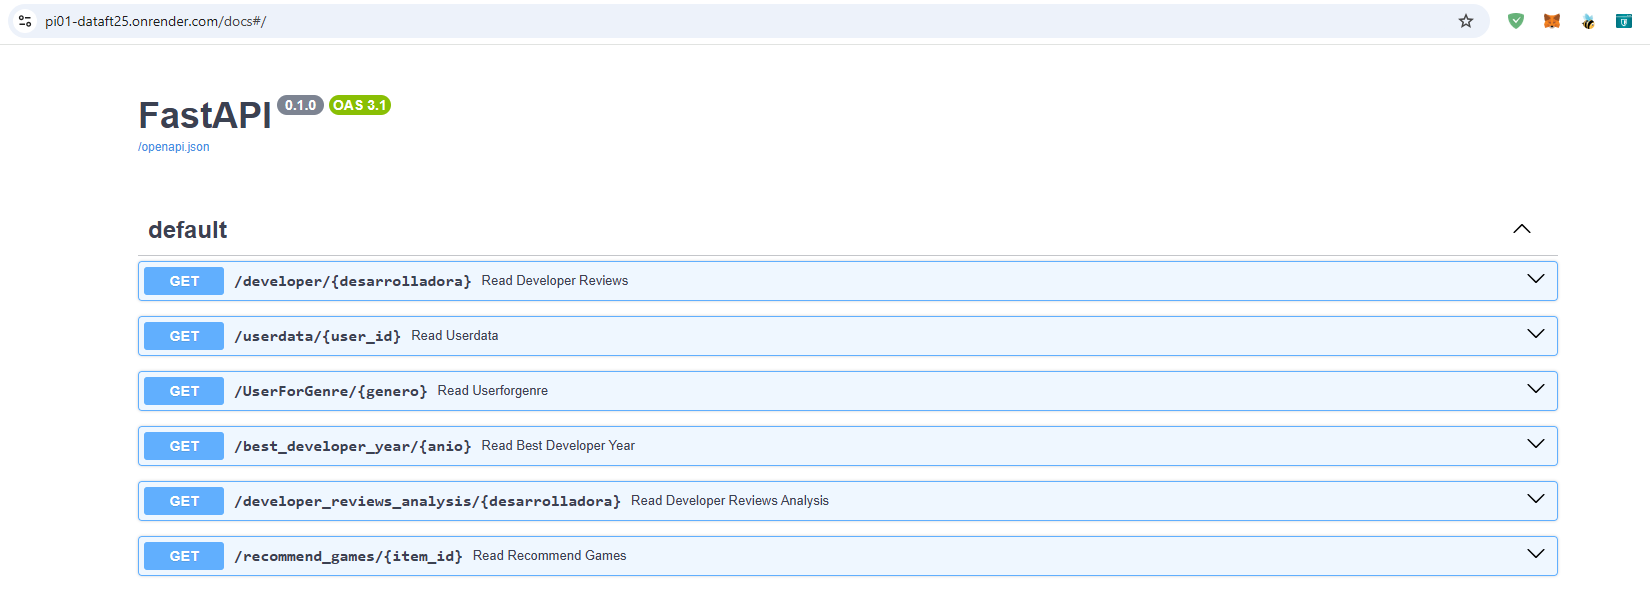 pi01-dataft25.onrender.com/docs#/
FastAPI 0.1.0 OAS 3.1
/openapi.json
default
GET /developer/{desarrolladora} Read Developer Reviews
GET /userdata/{user_id} Read Userdata
GET /UserForGenre/{genero} Read Userforgenre
GET /best_developer_year/{anio} Read Best Developer Year
GET /developer_reviews_analysis/{desarrolladora} Read Developer Reviews Analysis
GET /recommend_games/{item_id} Read Recommend Games